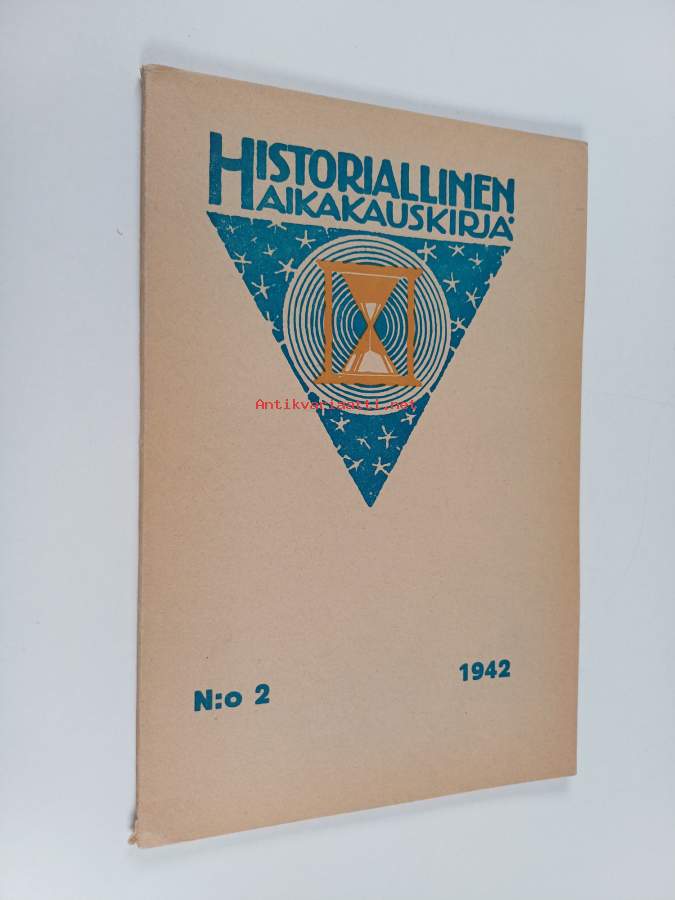 HISTORIALLINEN
AIKAKAUSKIRJA
Antikvariaatti.net
N:o 2
1942